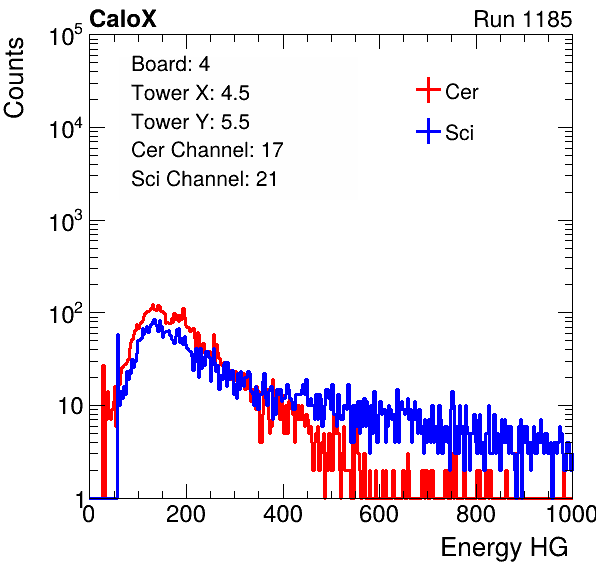 CaloX Run 1185
Counts
10^5
10^4
10^3
10^2
10
1
Board: 4
Tower X: 4.5
Tower Y: 5.5
Cer Channel: 17
Sci Channel: 21
Cer
Sci
0 200 400 600 800 1000
Energy HG